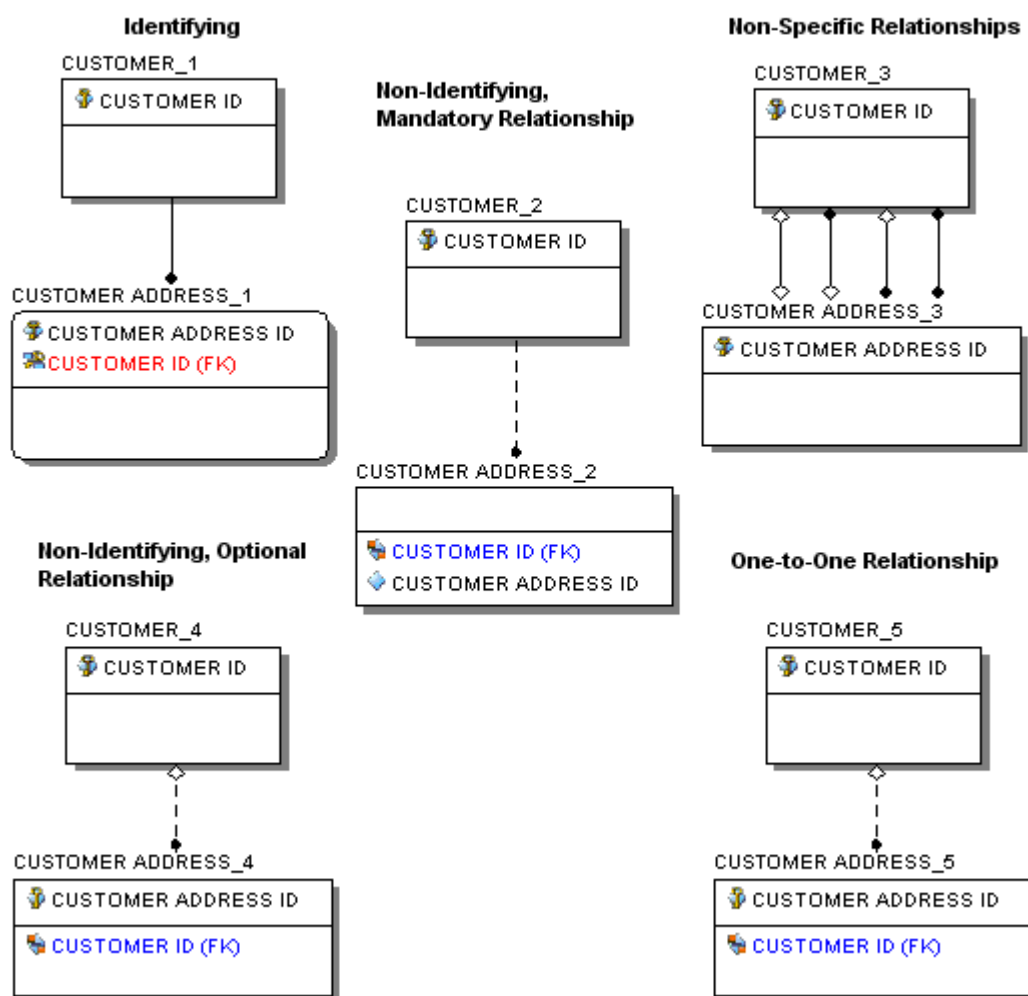 Identifying
CUSTOMER_1
CUSTOMER ID
CUSTOMER ADDRESS_1
CUSTOMER ADDRESS ID
CUSTOMER ID (FK)
Non-Identifying,
Mandatory Relationship
CUSTOMER_2
CUSTOMER ID
CUSTOMER ADDRESS_2
CUSTOMER ID (FK)
CUSTOMER ADDRESS ID
Non-Specific Relationships
CUSTOMER_3
CUSTOMER ID
CUSTOMER ADDRESS_3
CUSTOMER ADDRESS ID
Non-Identifying, Optional
Relationship
CUSTOMER_4
CUSTOMER ID
CUSTOMER ADDRESS_4
CUSTOMER ADDRESS ID
CUSTOMER ID (FK)
One-to-One Relationship
CUSTOMER_5
CUSTOMER ID
CUSTOMER ADDRESS_5
CUSTOMER ADDRESS ID
CUSTOMER ID (FK)